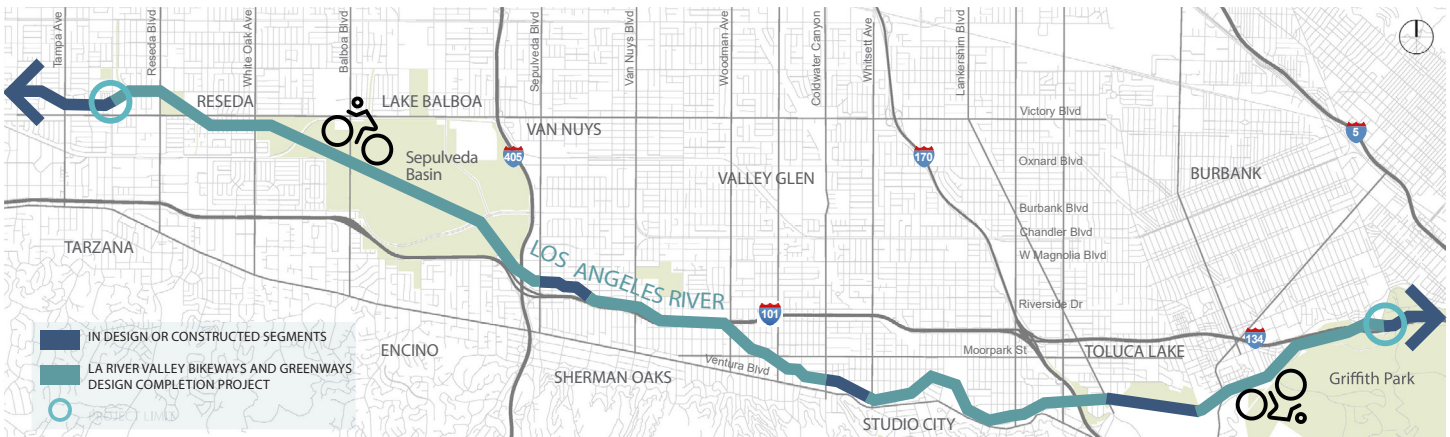 Tampa Ave
Reseda Blvd
White Oak Ave
Balboa Blvd
Sepulveda Blvd
Van Nuys Blvd
Woodman Ave
Coldwater Canyon
Whitsett Ave
Lankershim Blvd
RESEDA
LAKE BALBOA
VAN NUYS
Victory Blvd
5
405
170
Sepulveda
Basin
VALLEY GLEN
Oxnard Blvd
BURBANK
Burbank Blvd
Chandler Blvd
W Magnolia Blvd
TARZANA
LOS ANGELES RIVER
Riverside Dr
101
134
IN DESIGN OR CONSTRUCTED SEGMENTS
ENCINO
Ventura Blvd
Moorpark St
TOLUCA LAKE
LA RIVER VALLEY BIKEWAYS AND GREENWAYS
DESIGN COMPLETION PROJECT
SHERMAN OAKS
Griffith Park
PROJECT LIMIT
STUDIO CITY